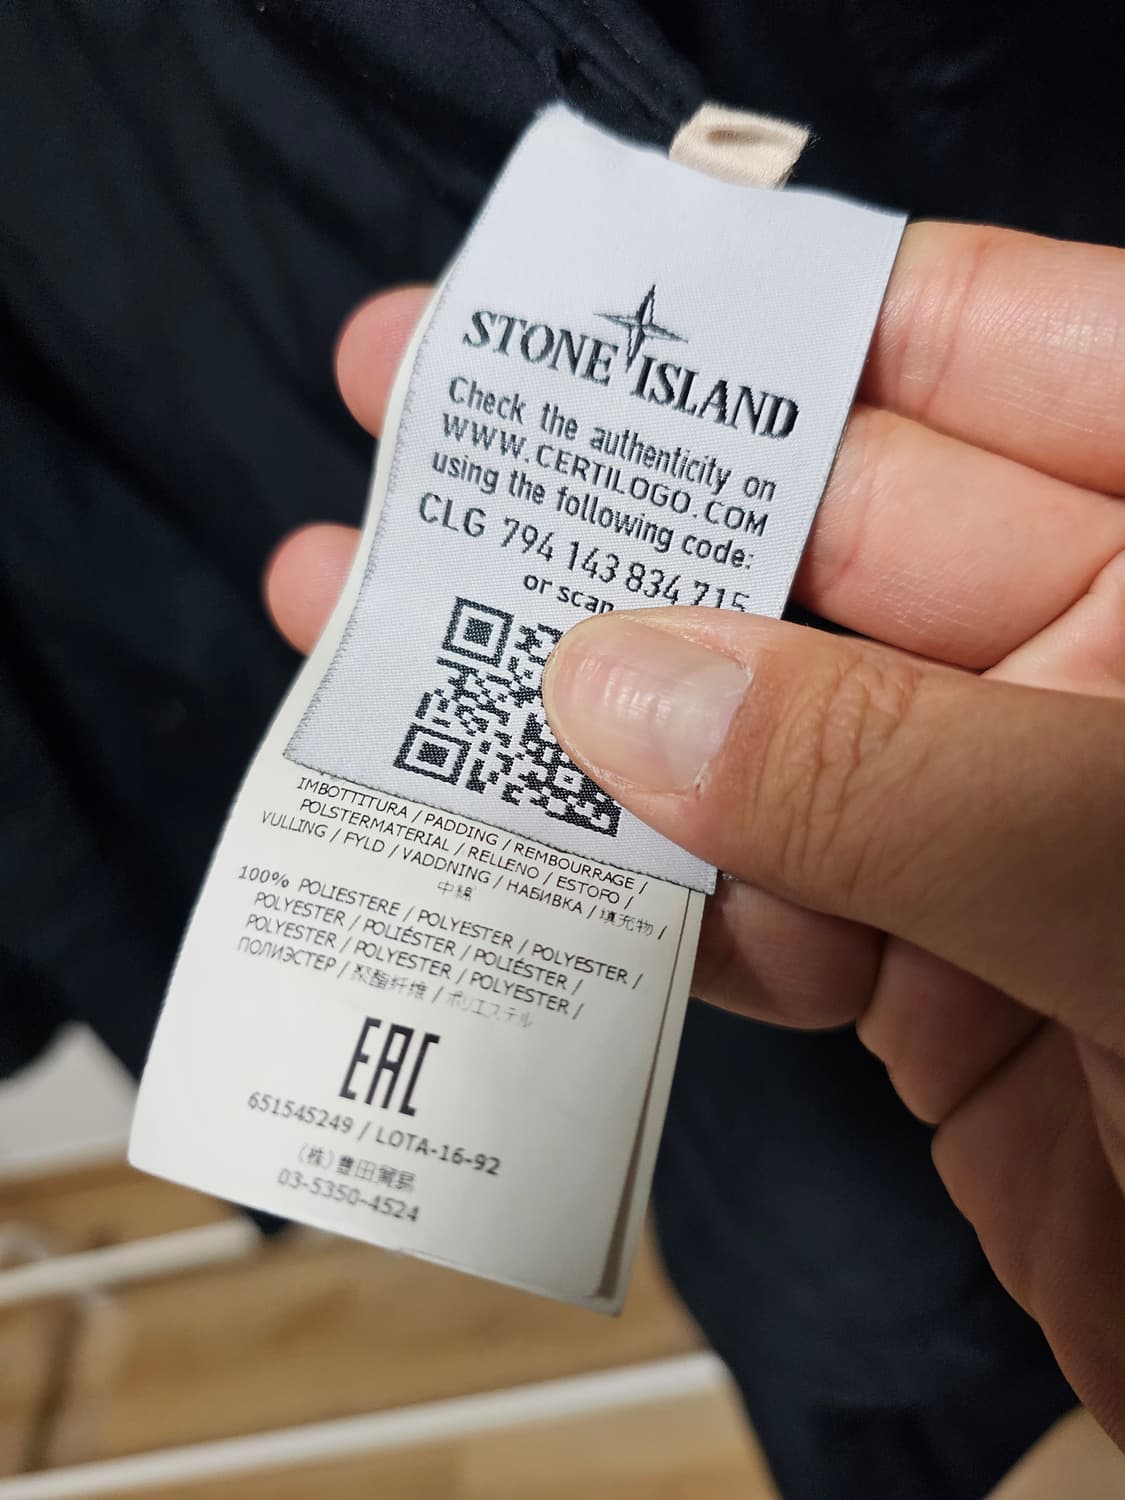 STONE ISLAND
Check the authenticity on
WWW.CERTILOGO.COM
using the following code:
CLG 794 143 834 715
or scan
IMBOTTITURA / PADDING / REMBOURRAGE /
POLSTERMATERIAL / RELLENO / ESTOFO /
VULLING / FYLD / VADDNING / НАБИВКА / 填充物 /
中綿
100% POLIESTERE / POLYESTER / POLYESTER /
POLYESTER / POLIÉSTER / POLIÉSTER /
POLYESTER / POLYESTER / POLYESTER /
ПОЛИЭСТЕР / 聚酯纤维 / ポリエステル
EAC
651545249 / LOTA-16-92
(株)豊田貿易
03-5350-4524